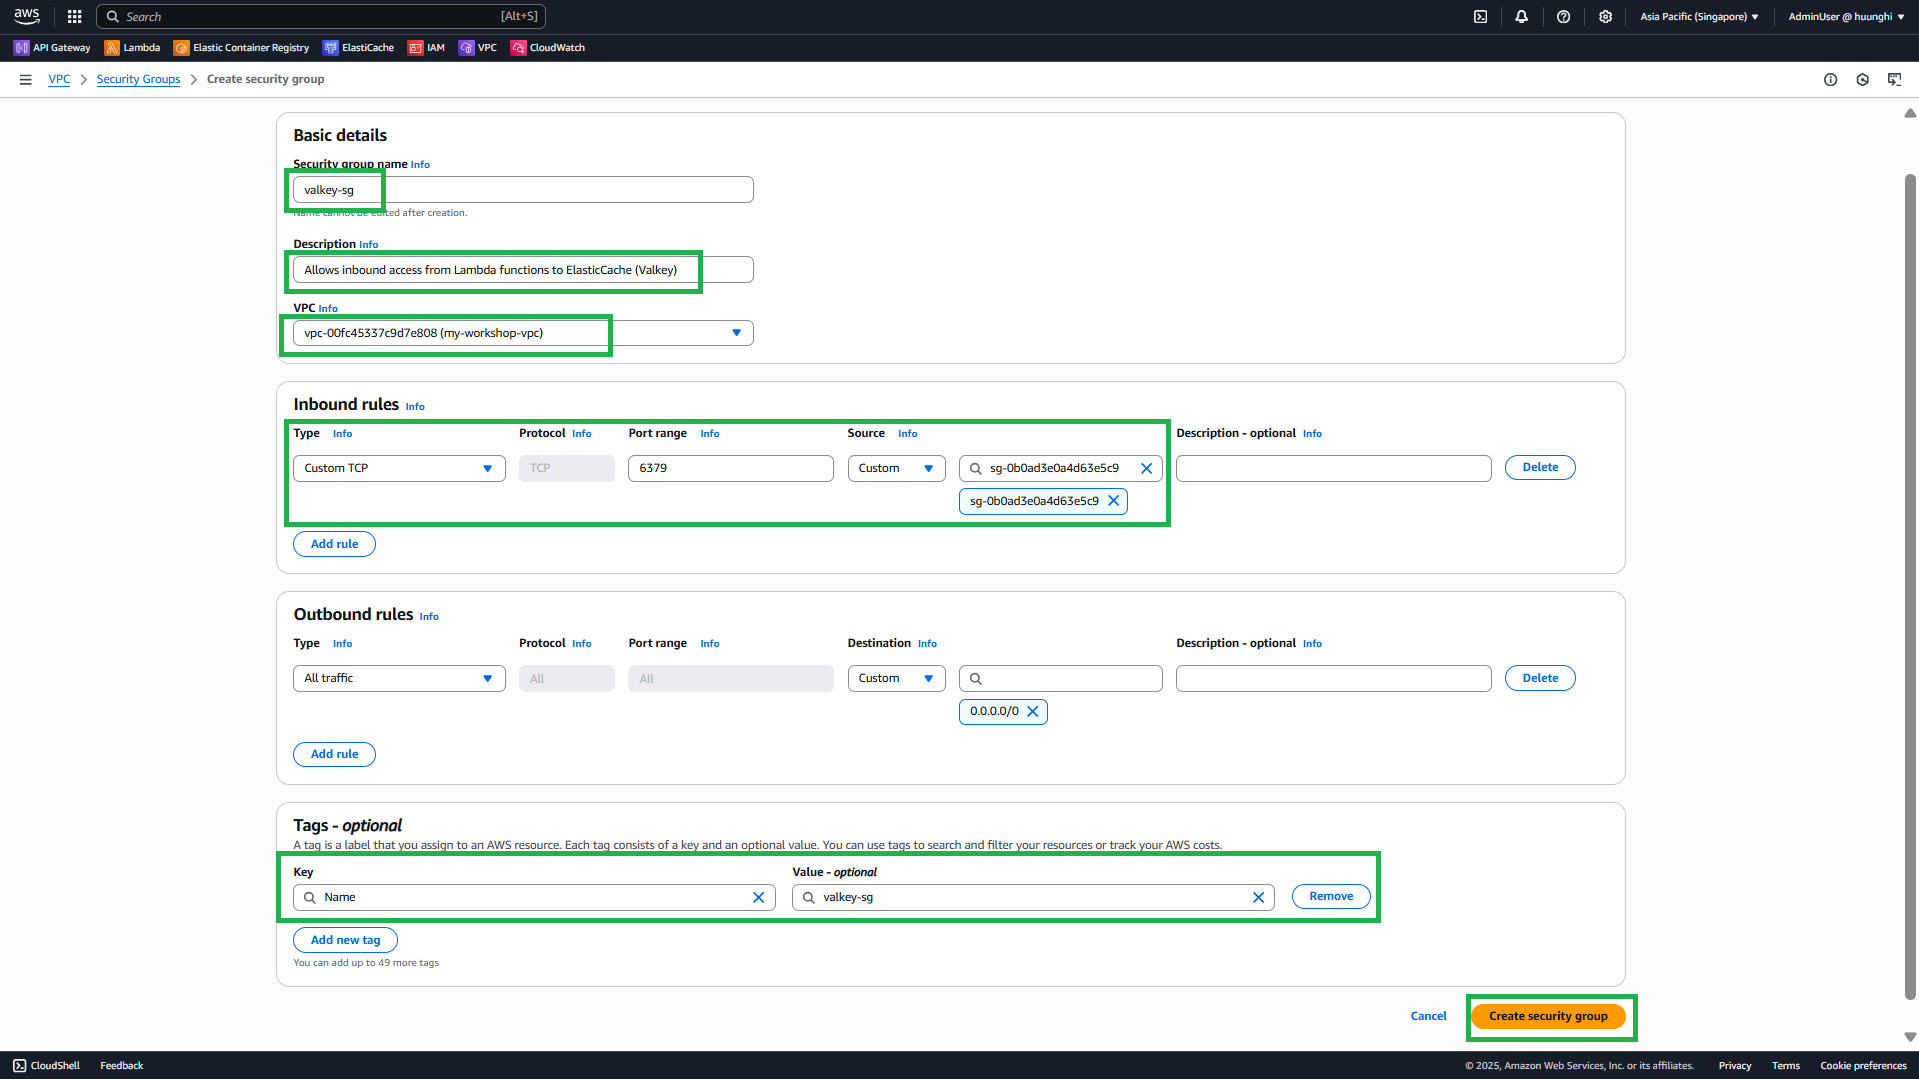 aws
Search [Alt+S]
Asia Pacific (Singapore) AdminUser @ huunghi
API Gateway Lambda Elastic Container Registry ElastiCache IAM VPC CloudWatch
VPC Security Groups Create security group
Basic details
Security group name Info
valkey-sg
Name cannot be edited after creation.
Description Info
Allows inbound access from Lambda functions to ElasticCache (Valkey)
VPC Info
vpc-00fc45337c9d7e808 (my-workshop-vpc)
Inbound rules Info
Type Info Protocol Info Port range Info Source Info Description - optional Info
Custom TCP TCP 6379 Custom sg-0b0ad3e0a4d63e5c9 Delete
sg-0b0ad3e0a4d63e5c9
Add rule
Outbound rules Info
Type Info Protocol Info Port range Info Destination Info Description - optional Info
All traffic All All Custom Delete
0.0.0.0/0
Add rule
Tags - optional
A tag is a label that you assign to an AWS resource. Each tag consists of a key and an optional value. You can use tags to search and filter your resources or track your AWS costs.
Key Value - optional
Name valkey-sg Remove
Add new tag
You can add up to 49 more tags
Cancel Create security group
CloudShell Feedback © 2025, Amazon Web Services, Inc. or its affiliates. Privacy Terms Cookie preferences